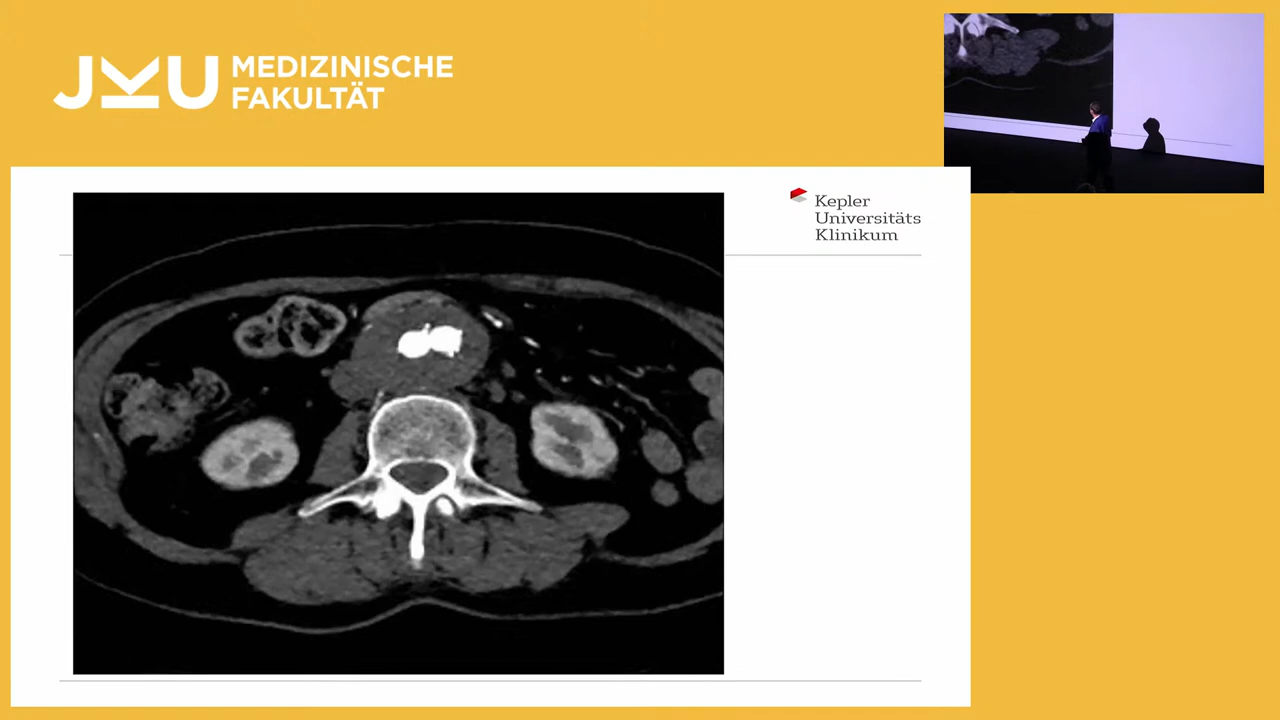 JKU MEDIZINISCHE
FAKULTÄT
Kepler
Universitäts
Klinikum